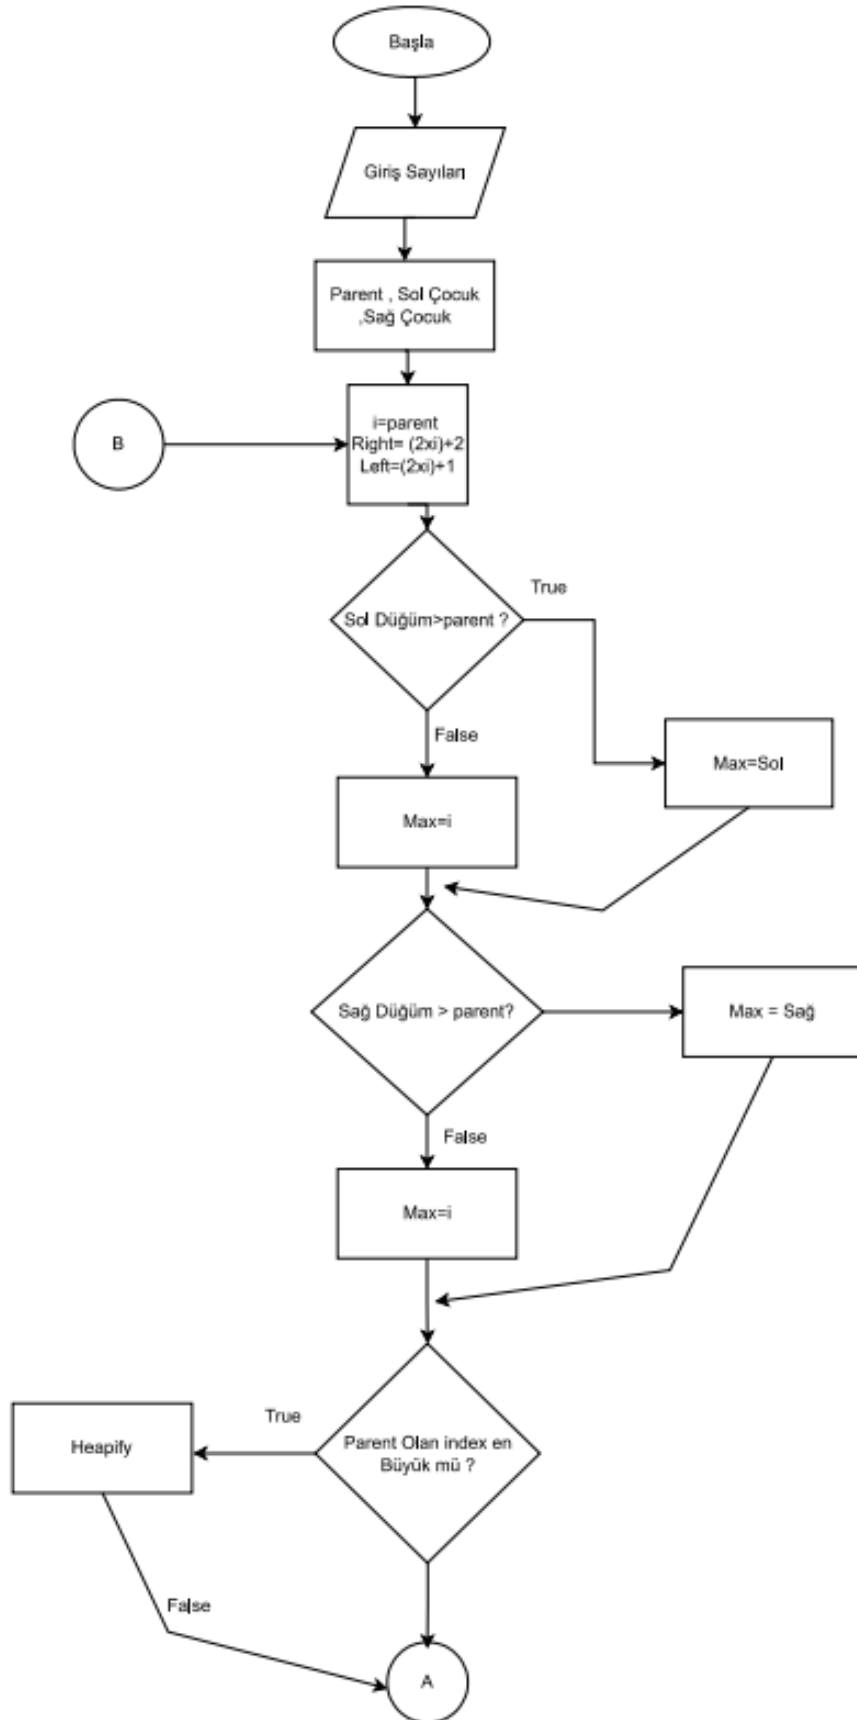 Başla
Giriş Sayıları
Parent , Sol Çocuk
,Sağ Çocuk
B
i=parent
Right= (2xi)+2
Left=(2xi)+1
True
Sol Düğüm>parent ?
False
Max=Sol
Max=i
Sağ Düğüm > parent?
Max = Sağ
False
Max=i
True
Heapify
Parent Olan index en
Büyük mü ?
False
A